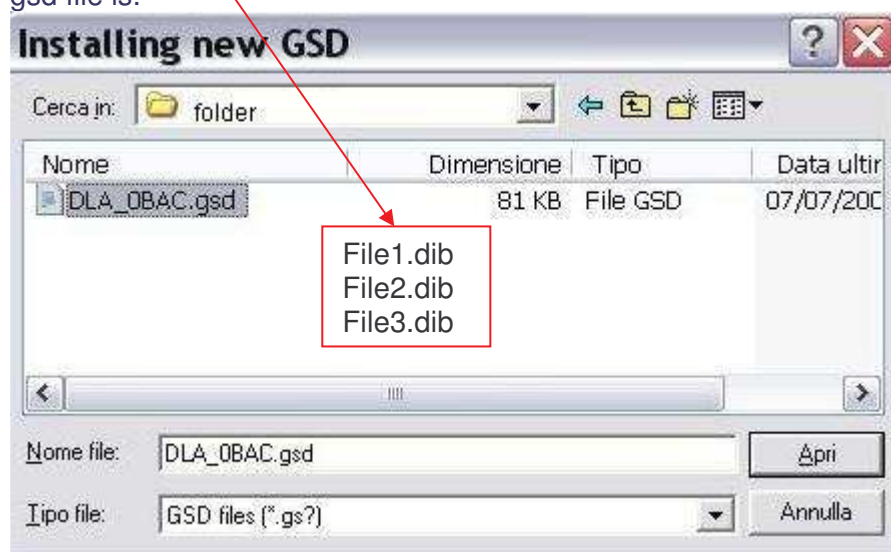 gsd file is:
Installing new GSD
Cerca in: folder
Nome Dimensione Tipo Data ultir
DLA_0BAC.gsd 81 KB File GSD 07/07/200
File1.dib
File2.dib
File3.dib
Nome file: DLA_0BAC.gsd Apri
Tipo file: GSD files (*.gs?) Annulla